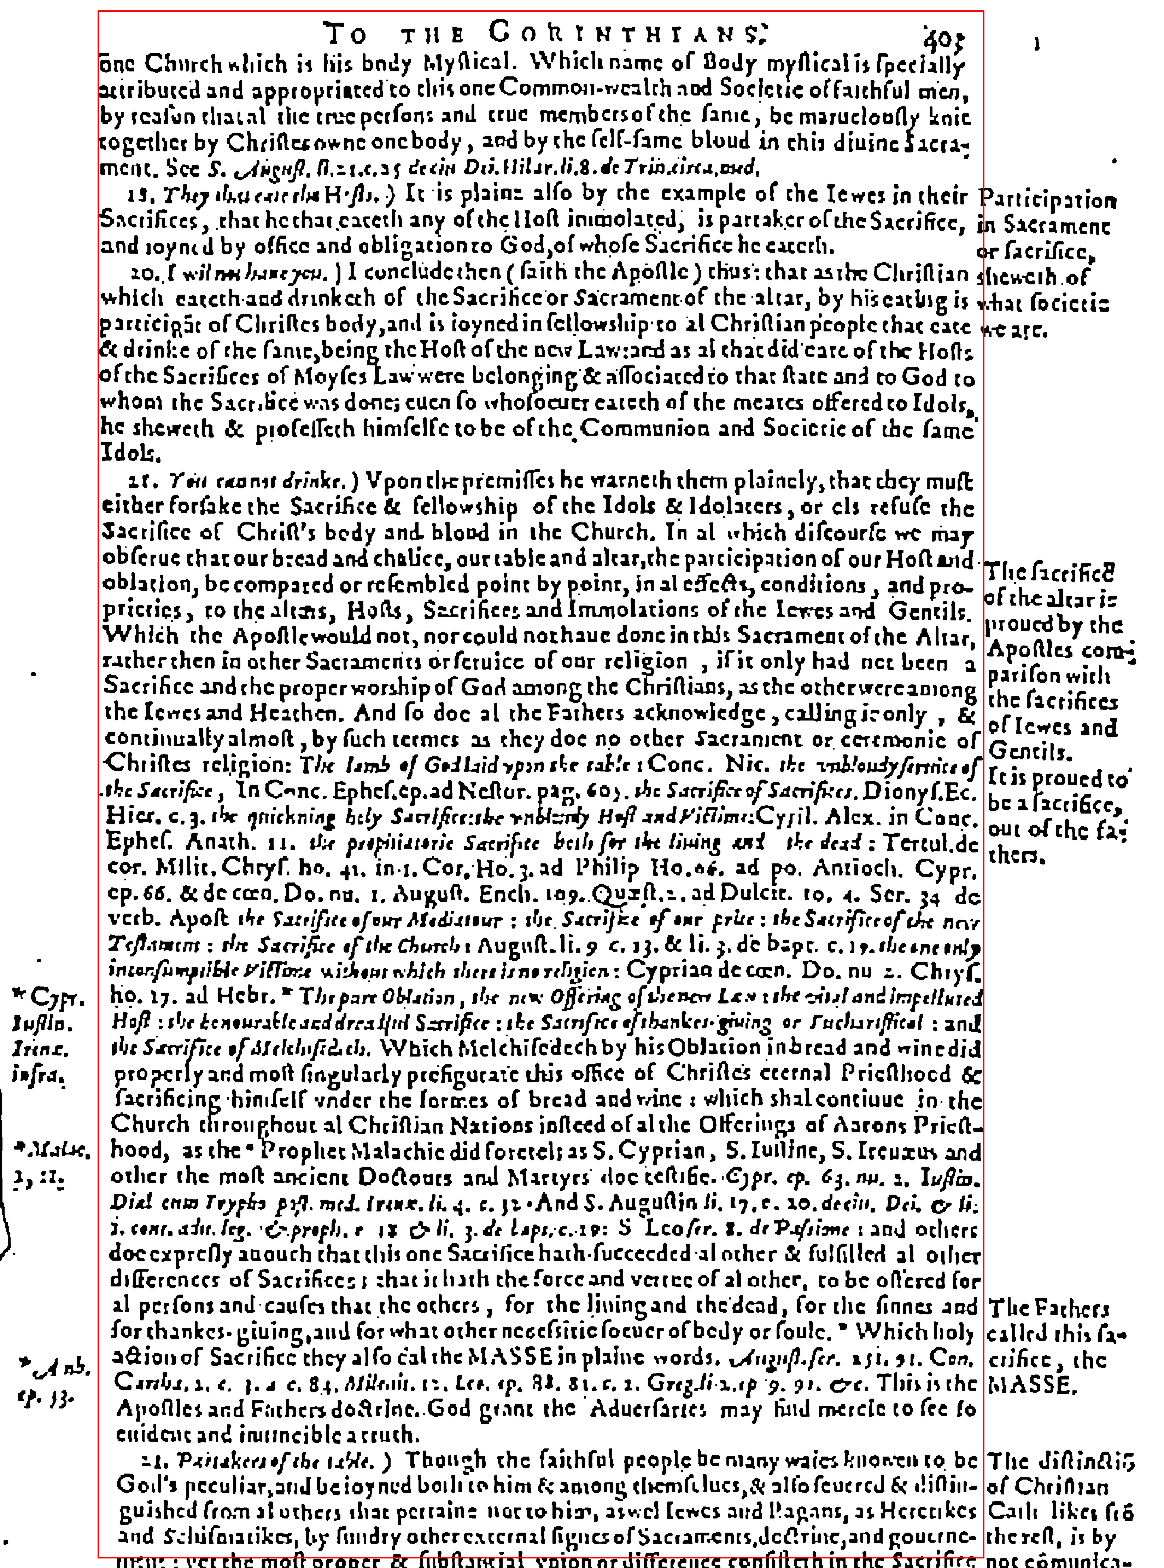 TO THE CORINTHIANS. 403
one Church which is his body Myſtical. Which name of Body myſtical is ſpecially
attributed and appropriated to this one Common-wealth and Societie of faithful men,
by reaſon that al the true perſons and true members of the ſame, be maruelouſly knit
together by Chriſtes owne one body, and by the ſelf-ſame bloud in this diuine Sacra-
ment. See S. Auguſt. li. 21. c. 25 de ciu Dei. Hilar. li. 8. de Trin. circa, med.
18. They that eate the Hoſts.) It is plaine alſo by the example of the Iewes in their
Sacrifices, that he that eateth any of the Hoſt immolated, is partaker of the Sacrifice,
and ioyned by office and obligation to God, of whoſe Sacrifice he eateth.
Participation
in Sacrament
or ſacrifice,
ſheweth of
what ſocietie
we are.
20. I wil not haue you.) I conclude then (ſaith the Apoſtle) thus: that as the Chriſtian
which eateth and drinketh of the Sacrifice or Sacrament of the altar, by his eating is
participāt of Chriſtes body, and is ioyned in fellowſhip to al Chriſtian people that eate
& drinke of the ſame, being the Hoſt of the new Law: and as al that did eate of the Hoſts
of the Sacrifices of Moyſes Law were belonging & aſſociated to that ſtate and to God to
whom the Sacrifice was done; euen ſo whoſoeuer eateth of the meates offered to Idols,
he ſheweth & profeſſeth himſelfe to be of the Communion and Societie of the ſame
Idols.
21. You cannot drinke.) Vpon the premiſſes he warneth them plainely, that they muſt
either forſake the Sacrifice & fellowſhip of the Idols & Idolaters, or els refuſe the
Sacrifice of Chriſt's body and bloud in the Church. In al which diſcourſe we may
obſerue that our bread and chalice, our table and altar, the participation of our Hoſt and
oblation, be compared or reſembled point by point, in al effects, conditions, and pro-
prieties, to the altars, Hoſts, Sacrifices and Immolations of the Iewes and Gentils.
Which the Apoſtle would not, nor could not haue done in this Sacrament of the Altar,
rather then in other Sacraments or ſeruice of our religion, if it only had not been a
Sacrifice and the proper worſhip of God among the Chriſtians, as the other were among
the Iewes and Heathen. And ſo doe al the Fathers acknowledge, calling it only, &
continually almoſt, by ſuch termes as they doe no other Sacrament or ceremonie of
Chriſtes religion: The lamb of God laid vpon the table: Conc. Nic. the vnbloudy ſeruice of
the Sacrifice, In Conc. Epheſ. ep. ad Neſtor. pag. 605. the Sacrifice of Sacrifices. Dionyſ. Ec.
Hier. c. 3. the quickning holy Sacrifice: the vnbloudy Hoſt and Victime: Cyril. Alex. in Conc.
Epheſ. Anath. 11. the propitiatorie Sacrifice both for the liuing and the dead: Tertul. de
cor. Milit. Chryſ. ho. 41. in 1. Cor. Ho. 3. ad Philip Ho. 66. ad po. Antioch. Cypr.
ep. 66. & de cœn. Do. nu. 1. Auguſt. Ench. 109. Quæſt. 2. ad Dulcit. to. 4. Ser. 34 de
verb. Apoſt the Sacrifice of our Mediatour: the Sacrifice of our price: the Sacrifice of the new
Teſtament: the Sacrifice of the Church: Auguſt. li. 9 c. 13. & li. 3. de bapt. c. 19. the one only
inconſumptible Victime without which there is no religion: Cyprian de cœn. Do. nu 2. Chryſ.
The ſacrifice
of the altar is
proued by the
Apoſtles com-
pariſon with
the ſacrifices
of Iewes and
Gentils.
It is proued to
be a ſacrifice,
out of the fa-
thers.
ho. 17. ad Hebr. * The pure Oblation, the new Offering of the new Law: the vital and impolluted
Hoſt: the honourable and dreadful Sacrifice: the Sacrifice of thankes-giuing or Euchariſtical: and
the Sacrifice of Melchiſedech. Which Melchiſedech by his Oblation in bread and wine did
properly and moſt ſingularly prefigurate this office of Chriſtes eternal Prieſthood &
ſacrificing himſelf vnder the formes of bread and wine: which shal continue in the
Church throughout al Chriſtian Nations inſteed of al the Offerings of Aarons Prieſt-
hood, as the * Prophet Malachie did foretel: as S. Cyprian, S. Iuſtine, S. Irenæus and
other the moſt ancient Doctours and Martyrs doe teſtifie. Cypr. ep. 63. nu. 2. Iuſtin.
Dial cum Tryphο poſt. med. Irenæ. li. 4. c. 32. And S. Auguſtin li. 17. c. 20. de ciu. Dei. & li.
1. cont. adu. leg. & proph. c 18 & li. 3. de bapt. c. 19: S Leo ſer. 8. de Paſsione: and others
doe expreſly auouch that this one Sacrifice hath ſucceeded al other & fulfilled al other
differences of Sacrifices; that it hath the force and vertue of al other, to be offered for
al perſons and cauſes that the others, for the liuing and the dead, for the ſinnes and
for thankes-giuing, and for what other neceſsitie ſoeuer of body or ſoule. * Which holy
action of Sacrifice they alſo cal the MASSE in plaine words. Auguſt. ſer. 251. 91. Con.
Cartha. 2. c. 3. 4 c. 84. Mileuit. 12. Leo. ep. 88. 81. c. 2. Greg. li 2. ep 9. 92. &c. This is the
Apoſtles and Fathers doctrine. God grant the Aduerſaries may find mercie to ſee ſo
euident and inuincible a truth.
* Cypr.
Iuſtin.
Irenæ.
infra.
* Malac.
1, 11.
* Amb.
ep. 33.
The Fathers
called this ſa-
crifice, the
MASSE.
21. Partakers of the table.) Though the faithful people be many waies knowen to be
God's peculiar, and be ioyned both to him & among themſelues, & alſo ſeuered & diſtin-
guiſhed from al others that pertaine not to him, as wel Iewes and Pagans, as Heretikes
and Schiſmatikes, by ſundry other external ſignes of Sacraments, doctrine, and gouerne-
ment: yet the moſt proper & ſubſtantial vnion or difference conſiſteth in the Sacrifice
The diſtinctiō
of Chriſtian
Cath likes frō
the reſt, is by
not cōmunica-